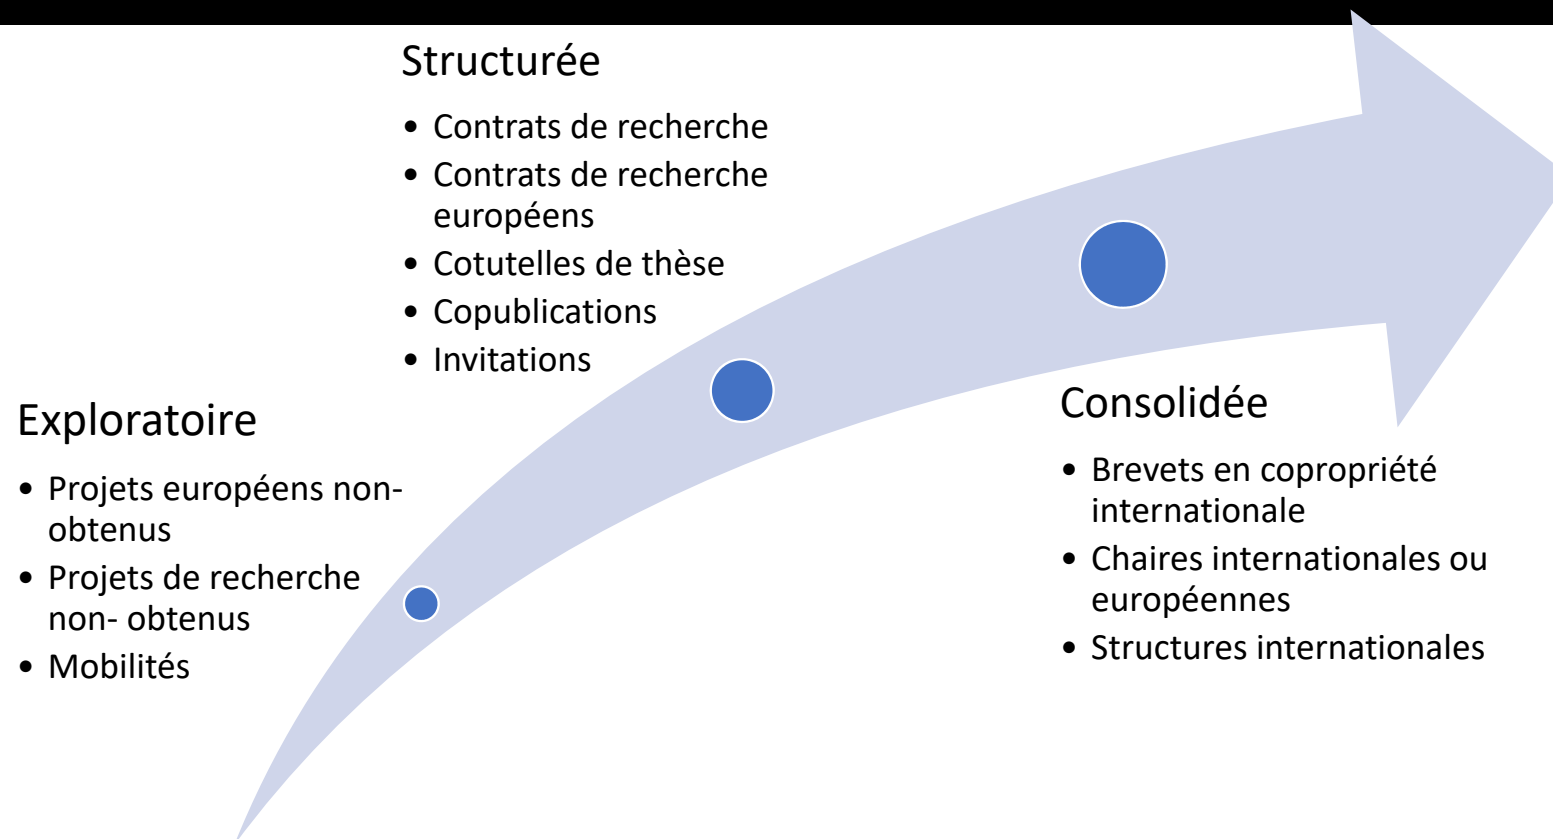 Structurée
• Contrats de recherche
• Contrats de recherche
européens
• Cotutelles de thèse
• Copublications
• Invitations
Exploratoire
• Projets européens non-
obtenus
• Projets de recherche
non- obtenus
• Mobilités
Consolidée
• Brevets en copropriété
internationale
• Chaires internationales ou
européennes
• Structures internationales